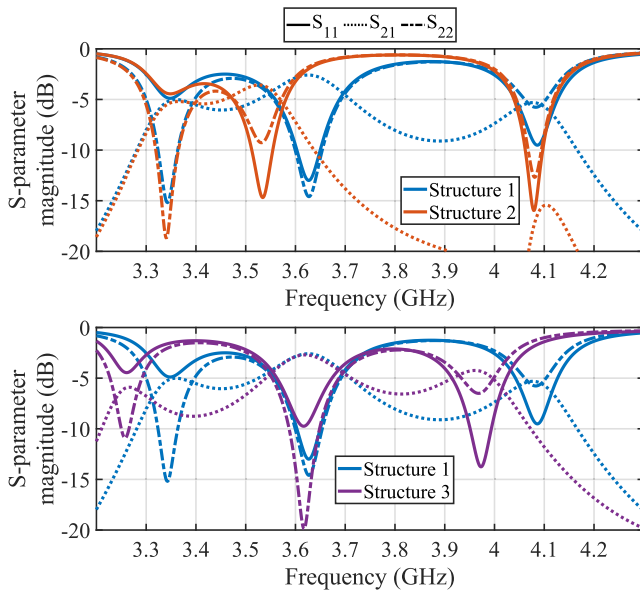 S11 S21 S22
S-parameter
magnitude (dB)
0
-5
-10
-15
-20
Structure 1
Structure 2
3.3 3.4 3.5 3.6 3.7 3.8 3.9 4 4.1 4.2
Frequency (GHz)
S-parameter
magnitude (dB)
0
-5
-10
-15
-20
Structure 1
Structure 3
3.3 3.4 3.5 3.6 3.7 3.8 3.9 4 4.1 4.2
Frequency (GHz)